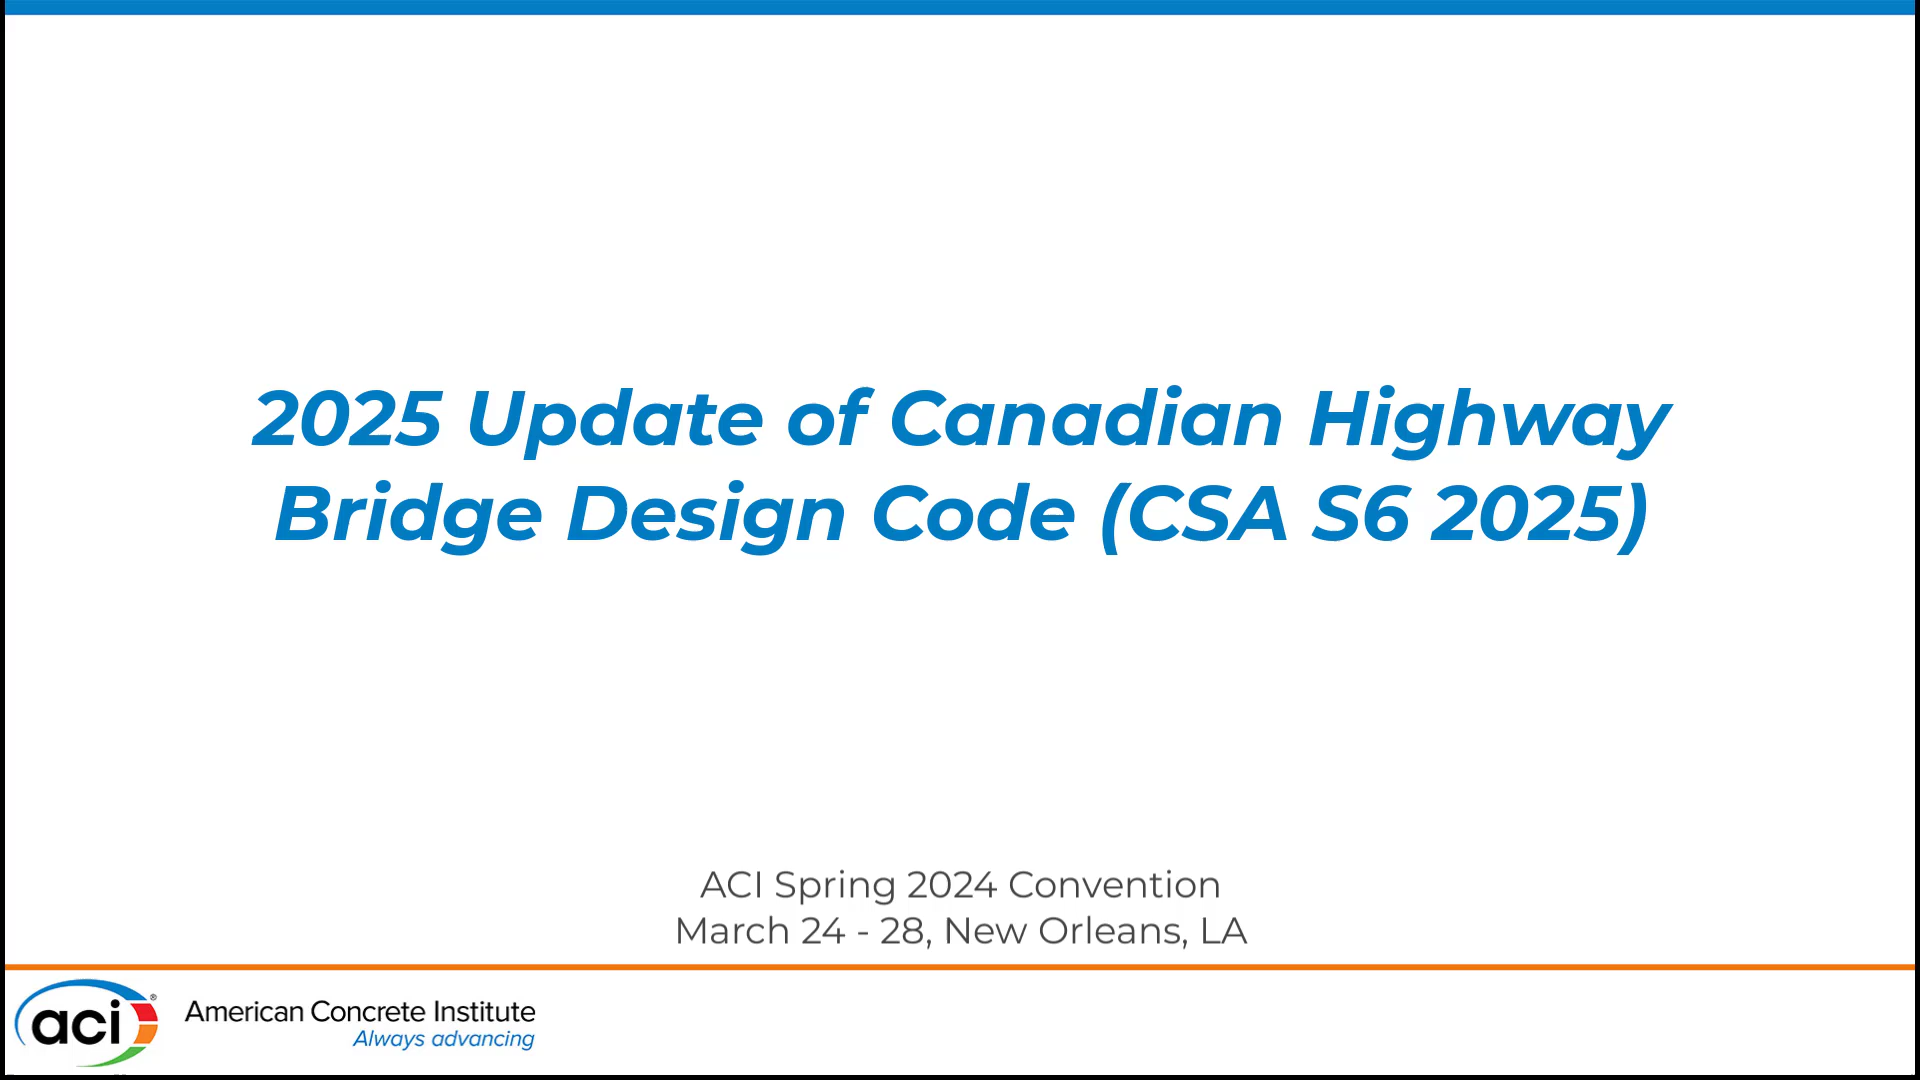 2025 Update of Canadian Highway
Bridge Design Code (CSA S6 2025)
ACI Spring 2024 Convention
March 24 - 28, New Orleans, LA
aci®
American Concrete Institute
Always advancing